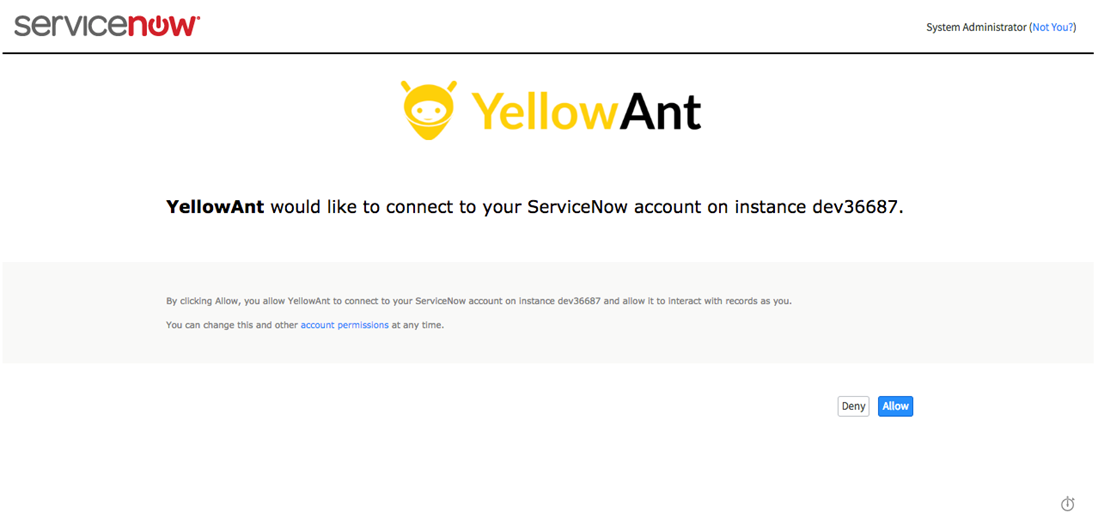 servicenow
System Administrator (Not You?)
YellowAnt
YellowAnt would like to connect to your ServiceNow account on instance dev36687.
By clicking Allow, you allow YellowAnt to connect to your ServiceNow account on instance dev36687 and allow it to interact with records as you.
You can change this and other account permissions at any time.
Deny Allow